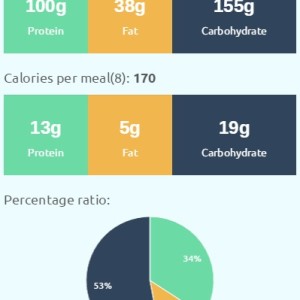 100g 38g 155g
Protein Fat Carbohydrate
Calories per meal(8): 170
13g 5g 19g
Protein Fat Carbohydrate
Percentage ratio:
34%
53%